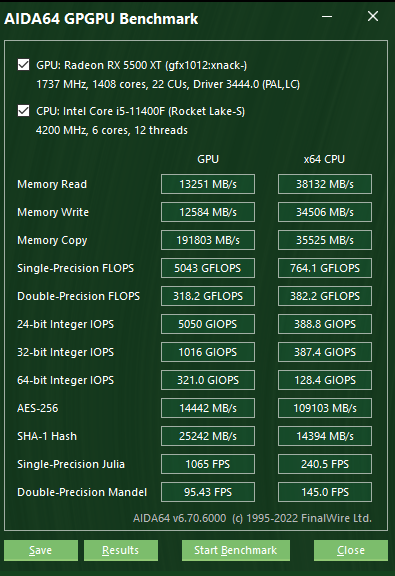 AIDA64 GPGPU Benchmark
GPU: Radeon RX 5500 XT (gfx1012:xnack-)
1737 MHz, 1408 cores, 22 CUs, Driver 3444.0 (PAL,LC)
CPU: Intel Core i5-11400F (Rocket Lake-S)
4200 MHz, 6 cores, 12 threads
GPU x64 CPU
Memory Read 13251 MB/s 38132 MB/s
Memory Write 12584 MB/s 34506 MB/s
Memory Copy 191803 MB/s 35525 MB/s
Single-Precision FLOPS 5043 GFLOPS 764.1 GFLOPS
Double-Precision FLOPS 318.2 GFLOPS 382.2 GFLOPS
24-bit Integer IOPS 5050 GIOPS 388.8 GIOPS
32-bit Integer IOPS 1016 GIOPS 387.4 GIOPS
64-bit Integer IOPS 321.0 GIOPS 128.4 GIOPS
AES-256 14442 MB/s 109103 MB/s
SHA-1 Hash 25242 MB/s 14394 MB/s
Single-Precision Julia 1065 FPS 240.5 FPS
Double-Precision Mandel 95.43 FPS 145.0 FPS
AIDA64 v6.70.6000 (c) 1995-2022 FinalWire Ltd.
Save Results Start Benchmark Close